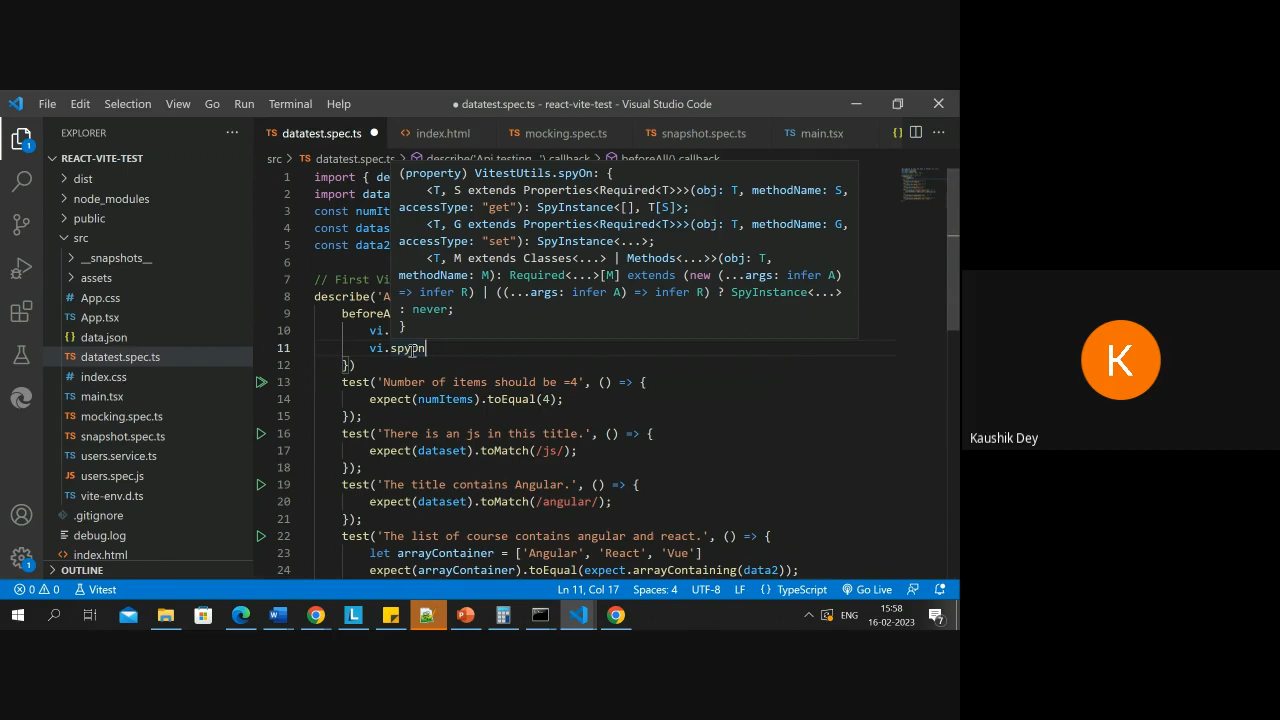 File Edit Selection View Go Run Terminal Help
● datatest.spec.ts - react-vite-test - Visual Studio Code
EXPLORER
REACT-VITE-TEST
dist
node_modules
public
src
__snapshots__
assets
App.css
TS App.tsx
{} data.json
TS datatest.spec.ts
index.css
TS main.tsx
TS mocking.spec.ts
TS snapshot.spec.ts
TS users.service.ts
JS users.spec.js
TS vite-env.d.ts
.gitignore
debug.log
<> index.html
OUTLINE
TS datatest.spec.ts ● <> index.html TS mocking.spec.ts TS snapshot.spec.ts TS main.tsx {}
src > TS datatest.spec.ts > describe('Api testing..') callback > beforeAll() callback
(property) VitestUtils.spyOn: {
<T, S extends Properties<Required<T>>>(obj: T, methodName: S,
accessType: "get"): SpyInstance<[], T[S]>;
<T, G extends Properties<Required<T>>>(obj: T, methodName: G,
accessType: "set"): SpyInstance<...>;
<T, M extends Classes<...> | Methods<...>>(obj: T,
methodName: M): Required<...>[M] extends (new (...args: infer A)
=> infer R) | ((...args: infer A) => infer R) ? SpyInstance<...>
: never;
}
1 import { de
2 import data
3 const numIt
4 const datas
5 const data2
6
7 // First Vi
8 describe('A
9 beforeA
10 vi.
11 vi.spyOn
12 })
13 test('Number of items should be =4', () => {
14 expect(numItems).toEqual(4);
15 });
16 test('There is an js in this title.', () => {
17 expect(dataset).toMatch(/js/);
18 });
19 test('The title contains Angular.', () => {
20 expect(dataset).toMatch(/angular/);
21 });
22 test('The list of course contains angular and react.', () => {
23 let arrayContainer = ['Angular', 'React', 'Vue']
24 expect(arrayContainer).toEqual(expect.arrayContaining(data2));
0 0 Vitest Ln 11, Col 17 Spaces: 4 UTF-8 LF {} TypeScript Go Live
ENG 15:58
16-02-2023
K
Kaushik Dey